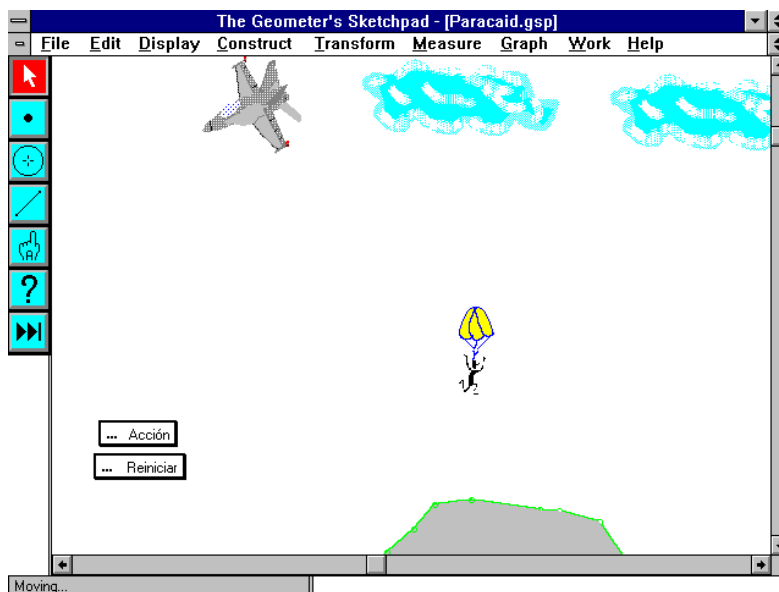 The Geometer's Sketchpad - [Paracaid.gsp]
File Edit Display Construct Transform Measure Graph Work Help
A
?
... Acción
... Reiniciar
Moving...